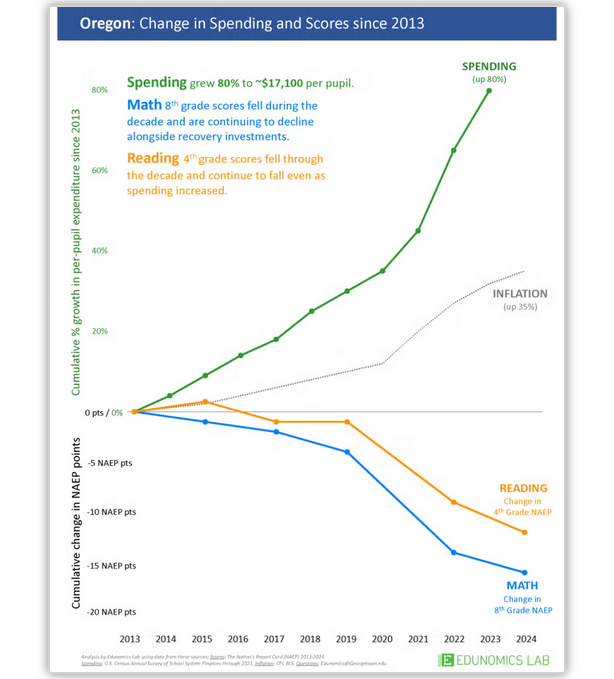 Oregon: Change in Spending and Scores since 2013
SPENDING
(up 80%)
Spending grew 80% to ~$17,100 per pupil.
Math 8th grade scores fell during the
decade and are continuing to decline
alongside recovery investments.
Reading 4th grade scores fell through
the decade and continue to fall even as
spending increased.
Cumulative % growth in per-pupil expenditure since 2013
80%
60%
40%
20%
INFLATION
(up 35%)
0 pts / 0%
Cumulative change in NAEP points
-5 NAEP pts
-10 NAEP pts
-15 NAEP pts
-20 NAEP pts
READING
Change in
4th Grade NAEP
MATH
Change in
8th Grade NAEP
2013 2014 2015 2016 2017 2018 2019 2020 2021 2022 2023 2024
Analysis by Edunomics Lab using data from these sources: Scores: The Nation's Report Card (NAEP), 2013-2024.
Spending: U.S. Census Annual Survey of School System Finances through 2023. Inflation: CPI, BLS. Questions: Edunomics@Georgetown.edu
EDUNOMICS LAB